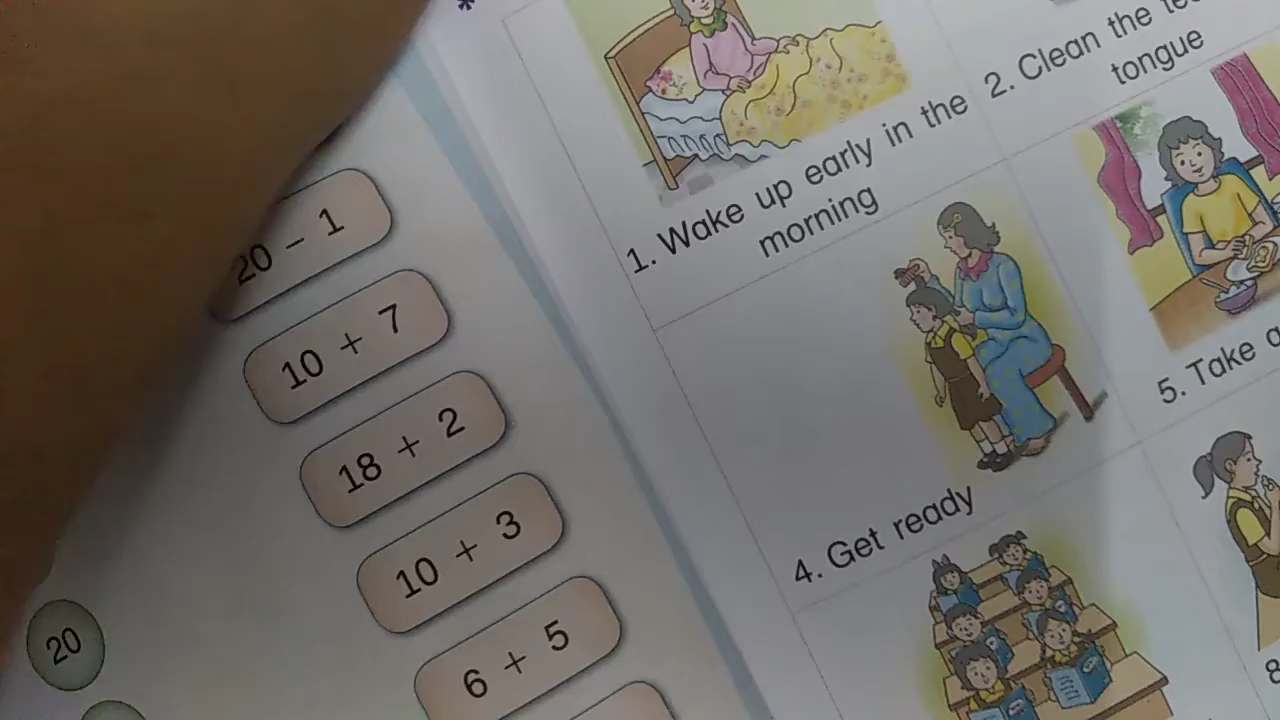 20 − 1
10 + 7
18 + 2
10 + 3
6 + 5
20
*
1. Wake up early in the
morning
2. Clean the
tongue
4. Get ready
5. Take
8